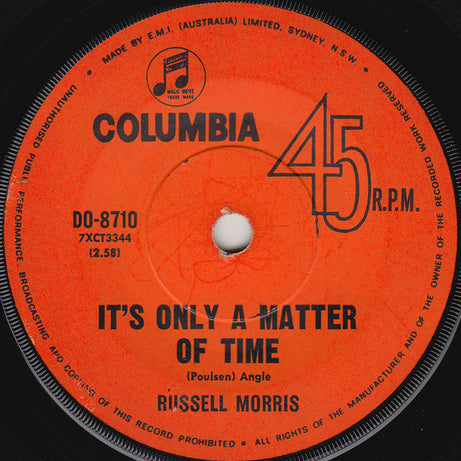 MADE BY E.M.I. (AUSTRALIA) LIMITED, SYDNEY, N.S.W.
• ALL RIGHTS OF THE MANUFACTURER AND OF THE OWNER OF THE RECORDED WORK RESERVED
UNAUTHORISED PUBLIC PERFORMANCE BROADCASTING AND COPYING OF THIS RECORD PROHIBITED •
MAGIC NOTES
TRADE MARK
COLUMBIA
45 R.P.M.
DO-8710
7XCT3344
(2.58)
IT'S ONLY A MATTER
OF TIME
(Poulsen) Angle
RUSSELL MORRIS